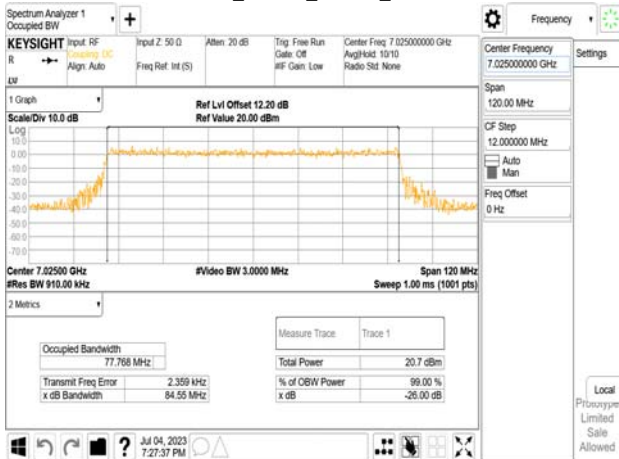 Spectrum Analyzer 1
Occupied BW
Frequency
KEYSIGHT Input: RF Input Z: 50 Ω Atten: 20 dB Trig: Free Run Center Freq: 7.025000000 GHz
R Coupling: DC Gate: Off Avg|Hold: 10/10
Align: Auto Freq Ref: Int (S) #IF Gain: Low Radio Std: None
Center Frequency
7.025000000 GHz
Settings
Span
120.00 MHz
CF Step
12.000000 MHz
Auto
Man
Freq Offset
0 Hz
1 Graph
Ref Lvl Offset 12.20 dB
Scale/Div 10.0 dB Ref Value 20.00 dBm
Log
10.0
0.00
-10.0
-20.0
-30.0
-40.0
-50.0
-60.0
-70.0
Center 7.02500 GHz #Video BW 3.0000 MHz Span 120 MHz
#Res BW 910.00 kHz Sweep 1.00 ms (1001 pts)
2 Metrics
Measure Trace Trace 1
Occupied Bandwidth
77.768 MHz
Total Power 20.7 dBm
Transmit Freq Error 2.359 kHz % of OBW Power 99.00 %
x dB Bandwidth 84.55 MHz x dB -26.00 dB
Local
Prototype
Limited
Sale
Allowed
Jul 04, 2023
7:27:37 PM